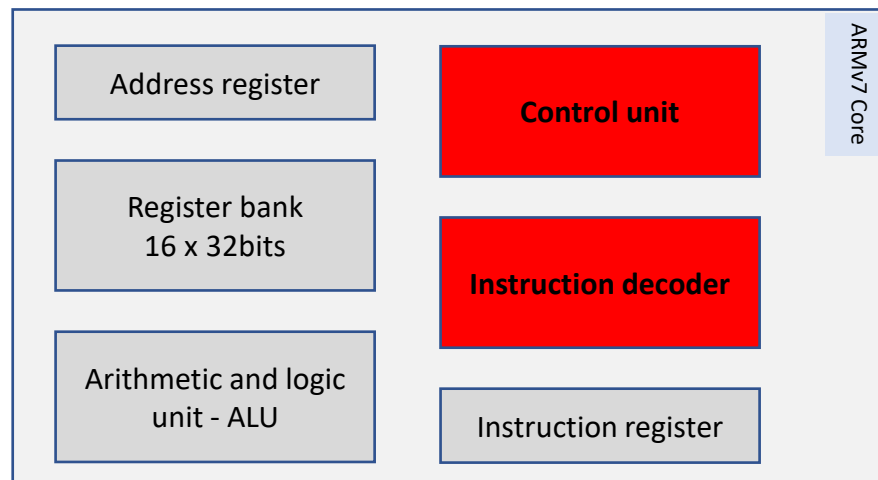 Address register
Register bank
16 x 32bits
Arithmetic and logic
unit - ALU
Control unit
Instruction decoder
Instruction register
ARMv7 Core